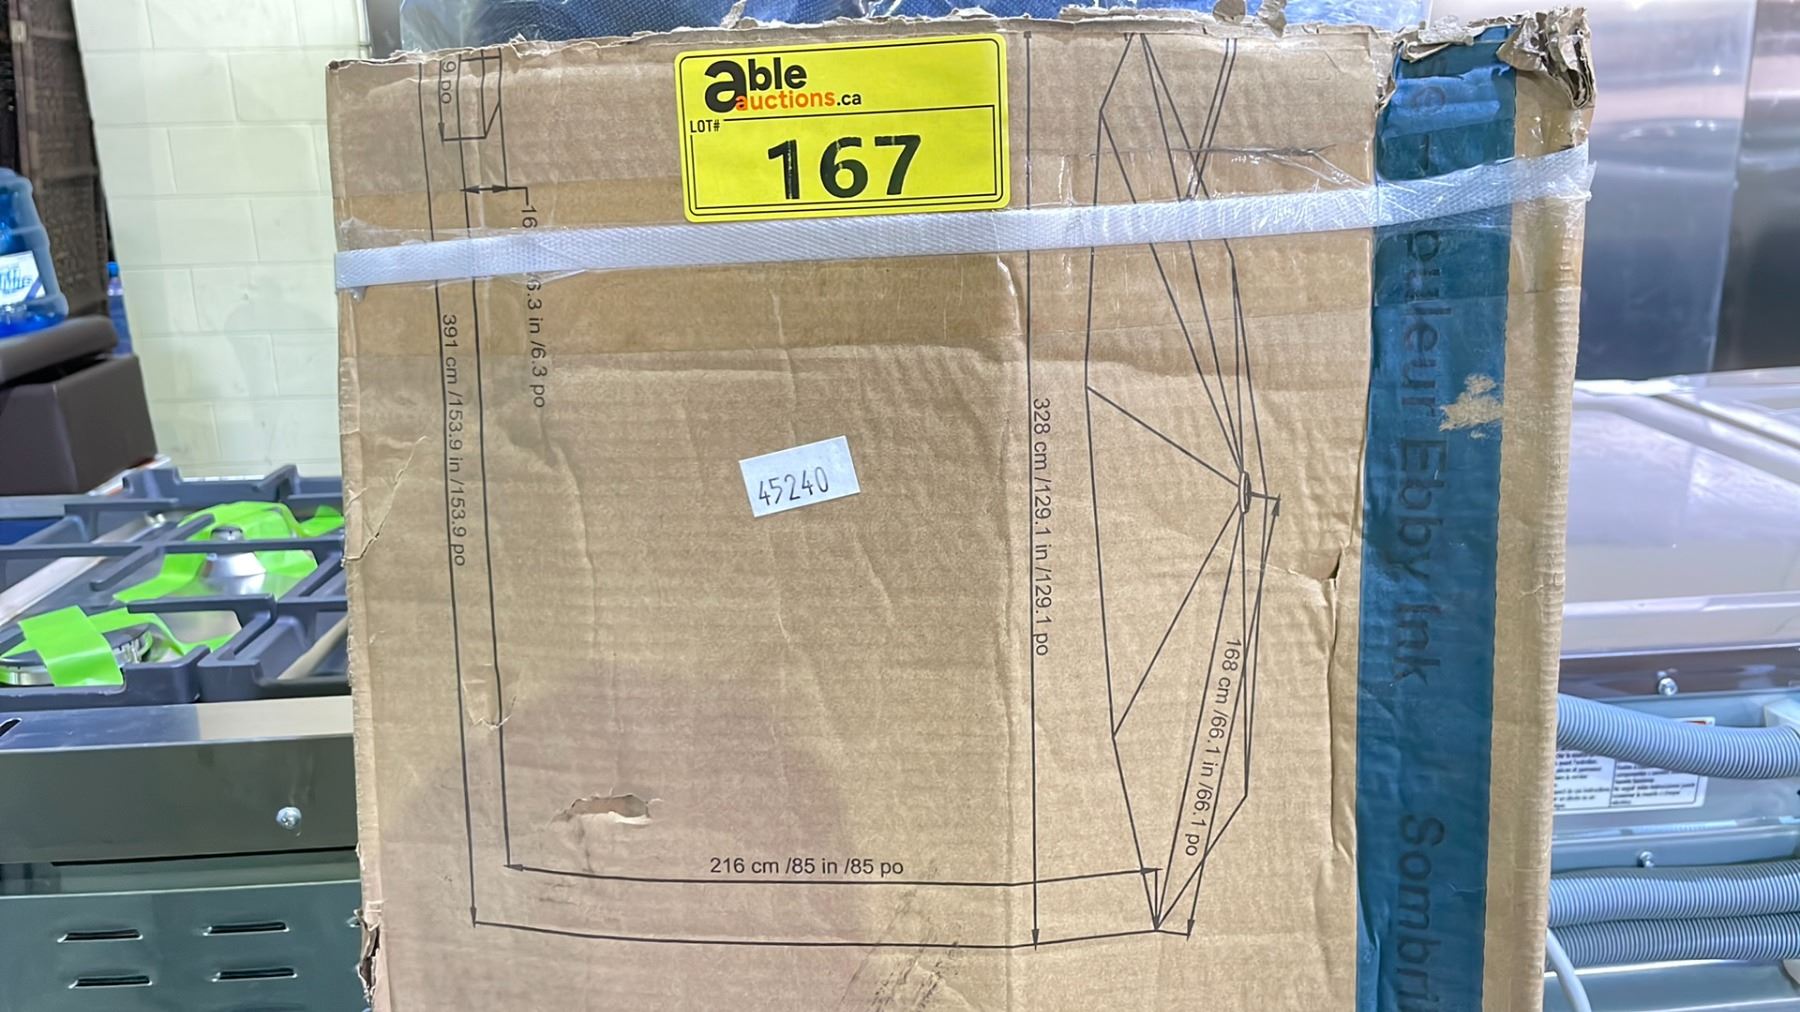 able
auctions.ca
LOT#
167
9 po
16
6.3 in /6.3 po
391 cm /153.9 in /153.9 po
45240
328 cm /129.1 in /129.1 po
168 cm /66.1 in /66.1 po
216 cm /85 in /85 po
Ebby Ink